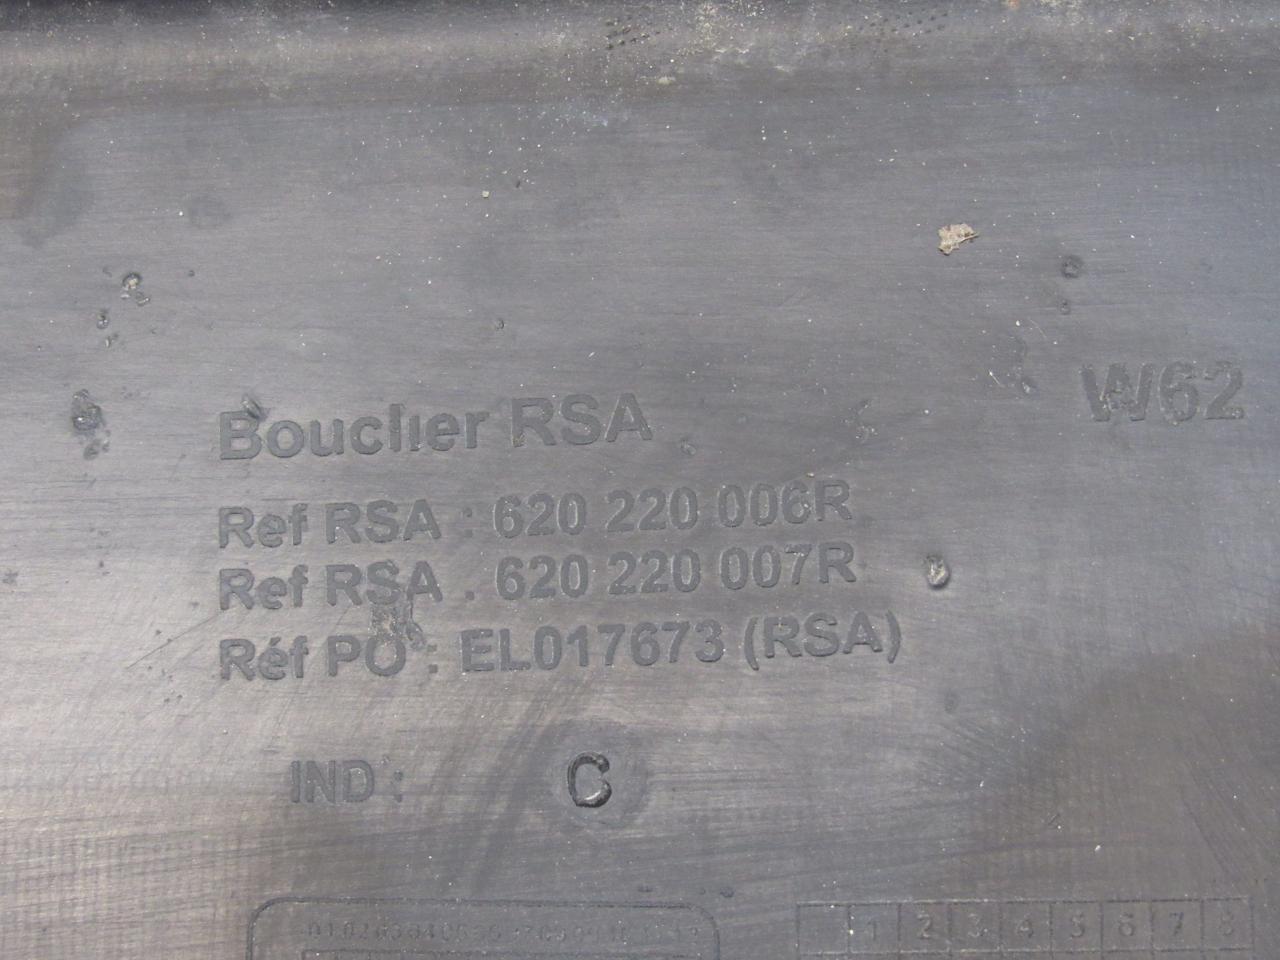 W62
Bouclier RSA
Ref RSA : 620 220 006R
Ref RSA . 620 220 007R
Réf PO : EL017673 (RSA)
IND : C
1 2 3 4 5 6 7 8